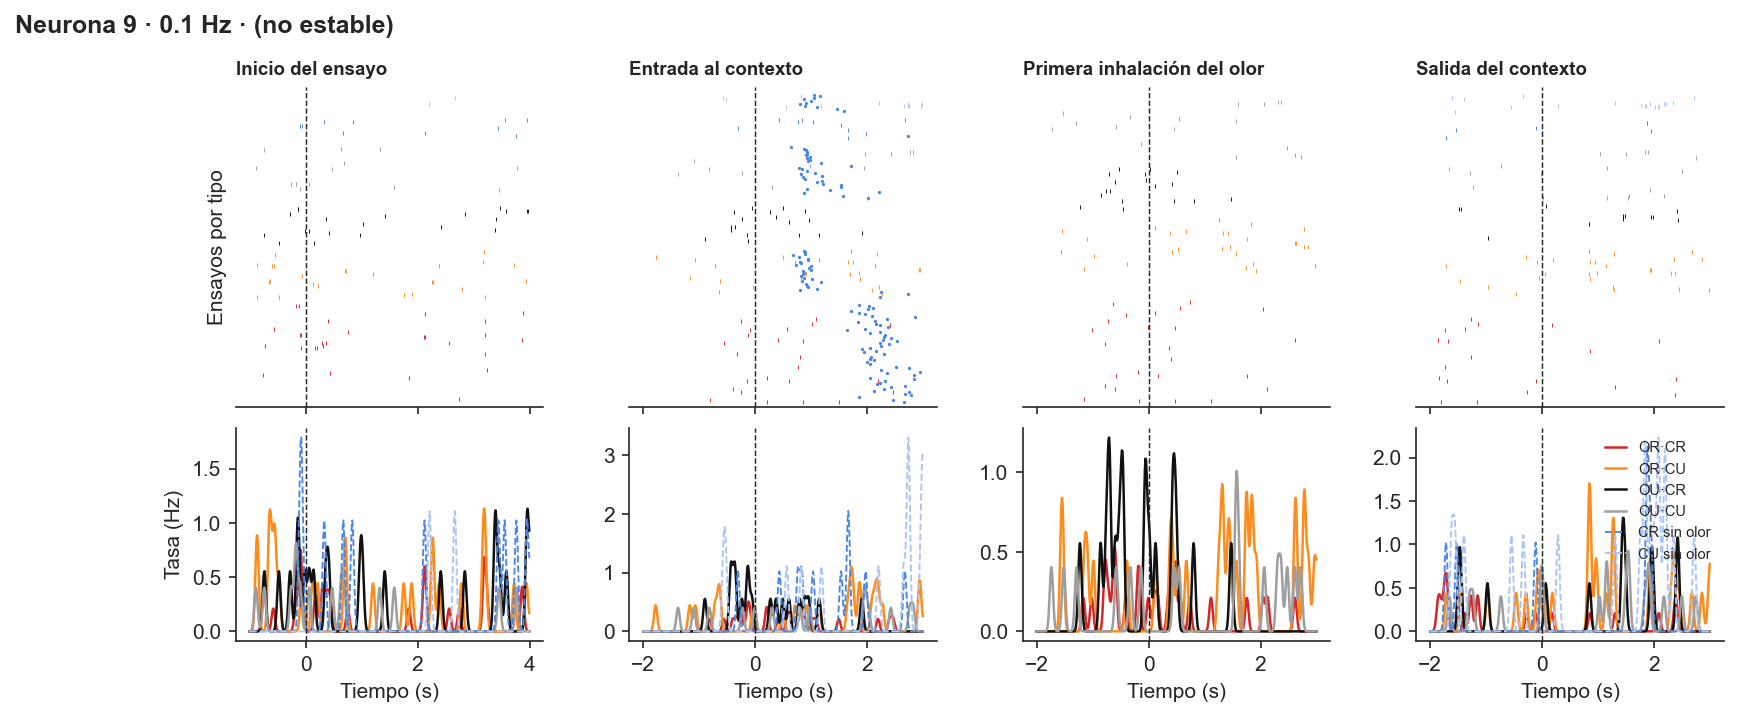 Neurona 9 · 0.1 Hz · (no estable)
Inicio del ensayo
Entrada al contexto
Primera inhalación del olor
Salida del contexto
Ensayos por tipo
Tasa (Hz)
1.5
1.0
0.5
0.0
3
2
1
0
1.0
0.5
0.0
2.0
1.5
1.0
0.5
0.0
OR·CR
OR·CU
OU·CR
OU·CU
CR sin olor
CU sin olor
0 2 4
−2 0 2
−2 0 2
−2 0 2
Tiempo (s)
Tiempo (s)
Tiempo (s)
Tiempo (s)